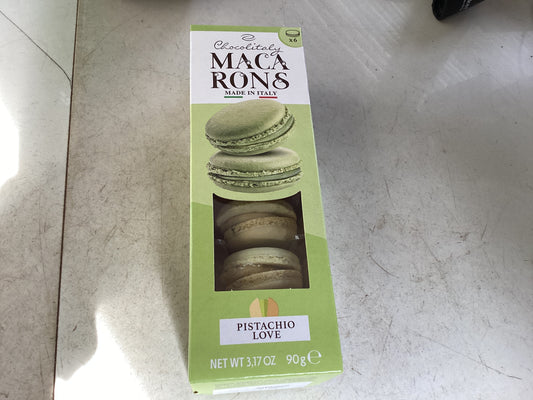 Chocolitaly
x6
MACA
RONS
MADE IN ITALY
PISTACHIO
LOVE
NET WT 3.17 OZ 90g e